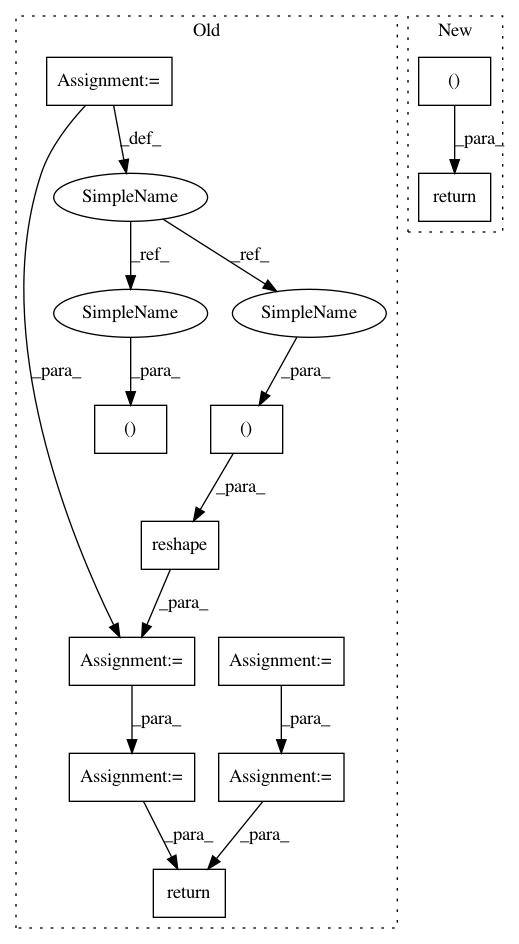 Old
New
Assignment:=
()
_def_
_para_
SimpleName
return
_ref_
_ref_
SimpleName
SimpleName
_para_
_para_
_para_
()
()
_para_
reshape
_para_
Assignment:=
Assignment:=
_para_
_para_
Assignment:=
Assignment:=
_para_
_para_
return